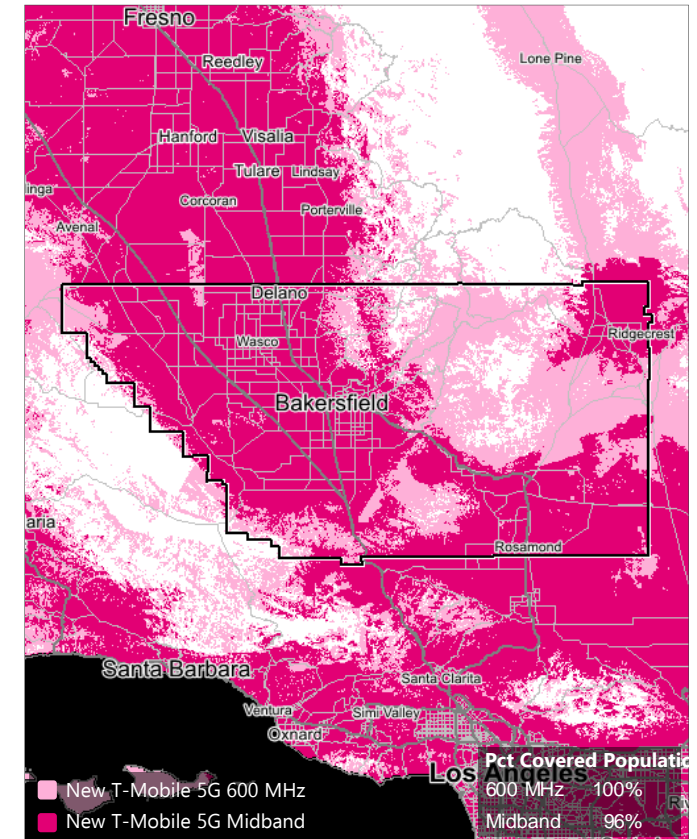 Fresno
Reedley
Lone Pine
Hanford
Visalia
Tulare
Lindsay
inga
Corcoran
Porterville
Avenal
Delano
Ridgecrest
Wasco
Bakersfield
aria
Rosamond
Santa Barbara
Santa Clarita
Ventura
Simi Valley
Oxnard
Los Angeles
Pct Covered Populatio
600 MHz 100%
Midband 96%
New T-Mobile 5G 600 MHz
New T-Mobile 5G Midband